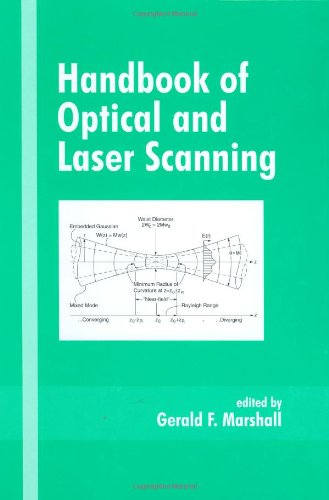 Handbook of
Optical and
Laser Scanning
Waist Diameter
Embedded Gaussian
Minimum Radius of
"Near-field"
Rayleigh Range
Mixed Mode
...Converging
...Diverging
z
edited by
Gerald F. Marshall